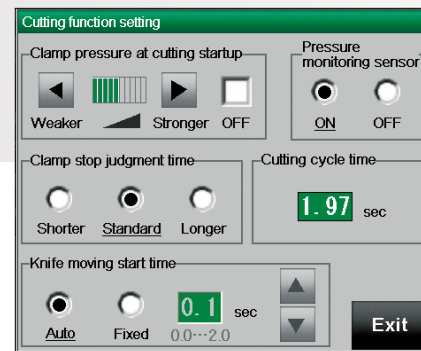 Cutting function setting
Clamp pressure at cutting startup
Weaker Stronger OFF
Pressure
monitoring sensor
ON OFF
Clamp stop judgment time
Shorter Standard Longer
Cutting cycle time
1.97 sec
Knife moving start time
Auto Fixed 0.1 sec
0.0···2.0
Exit